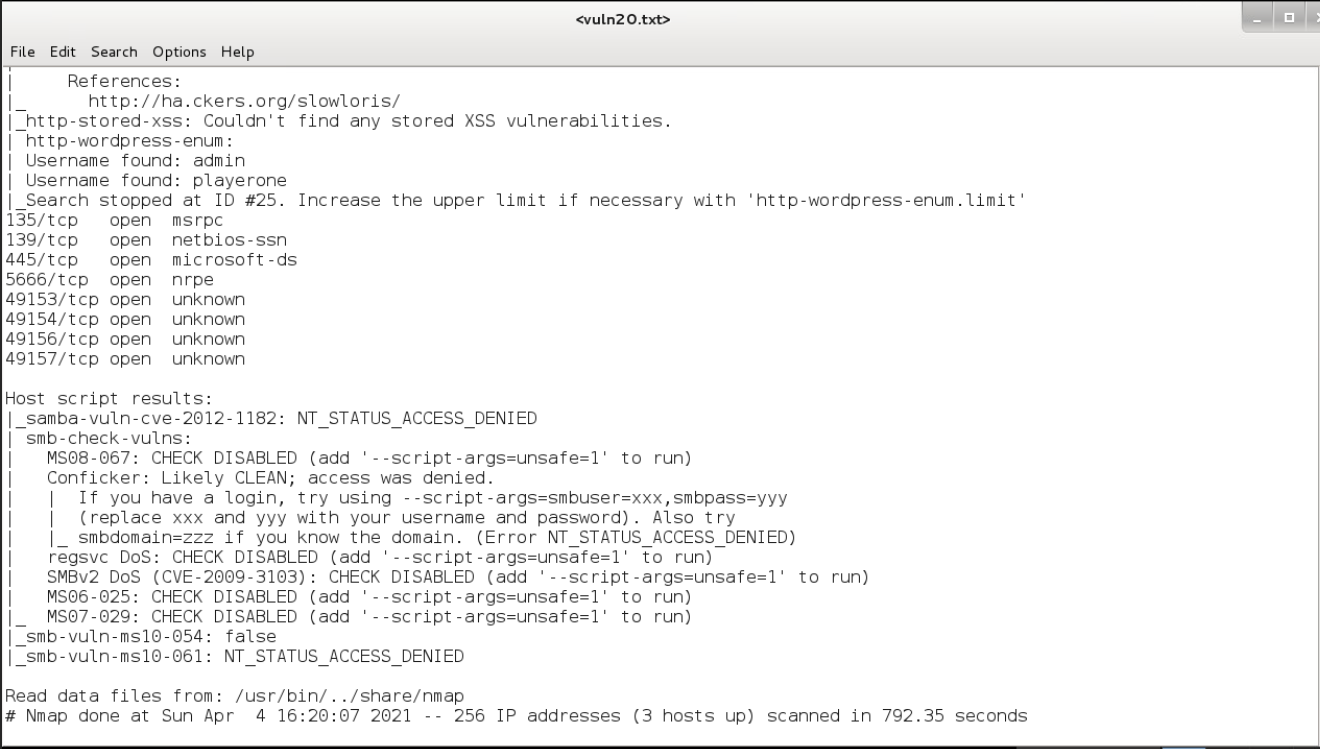 <vuln20.txt>
File Edit Search Options Help
|     References:
|_      http://ha.ckers.org/slowloris/
|_http-stored-xss: Couldn't find any stored XSS vulnerabilities.
| http-wordpress-enum:
| Username found: admin
| Username found: playerone
|_Search stopped at ID #25. Increase the upper limit if necessary with 'http-wordpress-enum.limit'
135/tcp   open  msrpc
139/tcp   open  netbios-ssn
445/tcp   open  microsoft-ds
5666/tcp  open  nrpe
49153/tcp open  unknown
49154/tcp open  unknown
49156/tcp open  unknown
49157/tcp open  unknown
Host script results:
|_samba-vuln-cve-2012-1182: NT_STATUS_ACCESS_DENIED
| smb-check-vulns:
|   MS08-067: CHECK DISABLED (add '--script-args=unsafe=1' to run)
|   Conficker: Likely CLEAN; access was denied.
|   |  If you have a login, try using --script-args=smbuser=xxx,smbpass=yyy
|   |  (replace xxx and yyy with your username and password). Also try
|   |_ smbdomain=zzz if you know the domain. (Error NT_STATUS_ACCESS_DENIED)
|   regsvc DoS: CHECK DISABLED (add '--script-args=unsafe=1' to run)
|   SMBv2 DoS (CVE-2009-3103): CHECK DISABLED (add '--script-args=unsafe=1' to run)
|   MS06-025: CHECK DISABLED (add '--script-args=unsafe=1' to run)
|_  MS07-029: CHECK DISABLED (add '--script-args=unsafe=1' to run)
|_smb-vuln-ms10-054: false
|_smb-vuln-ms10-061: NT_STATUS_ACCESS_DENIED
Read data files from: /usr/bin/../share/nmap
# Nmap done at Sun Apr  4 16:20:07 2021 -- 256 IP addresses (3 hosts up) scanned in 792.35 seconds